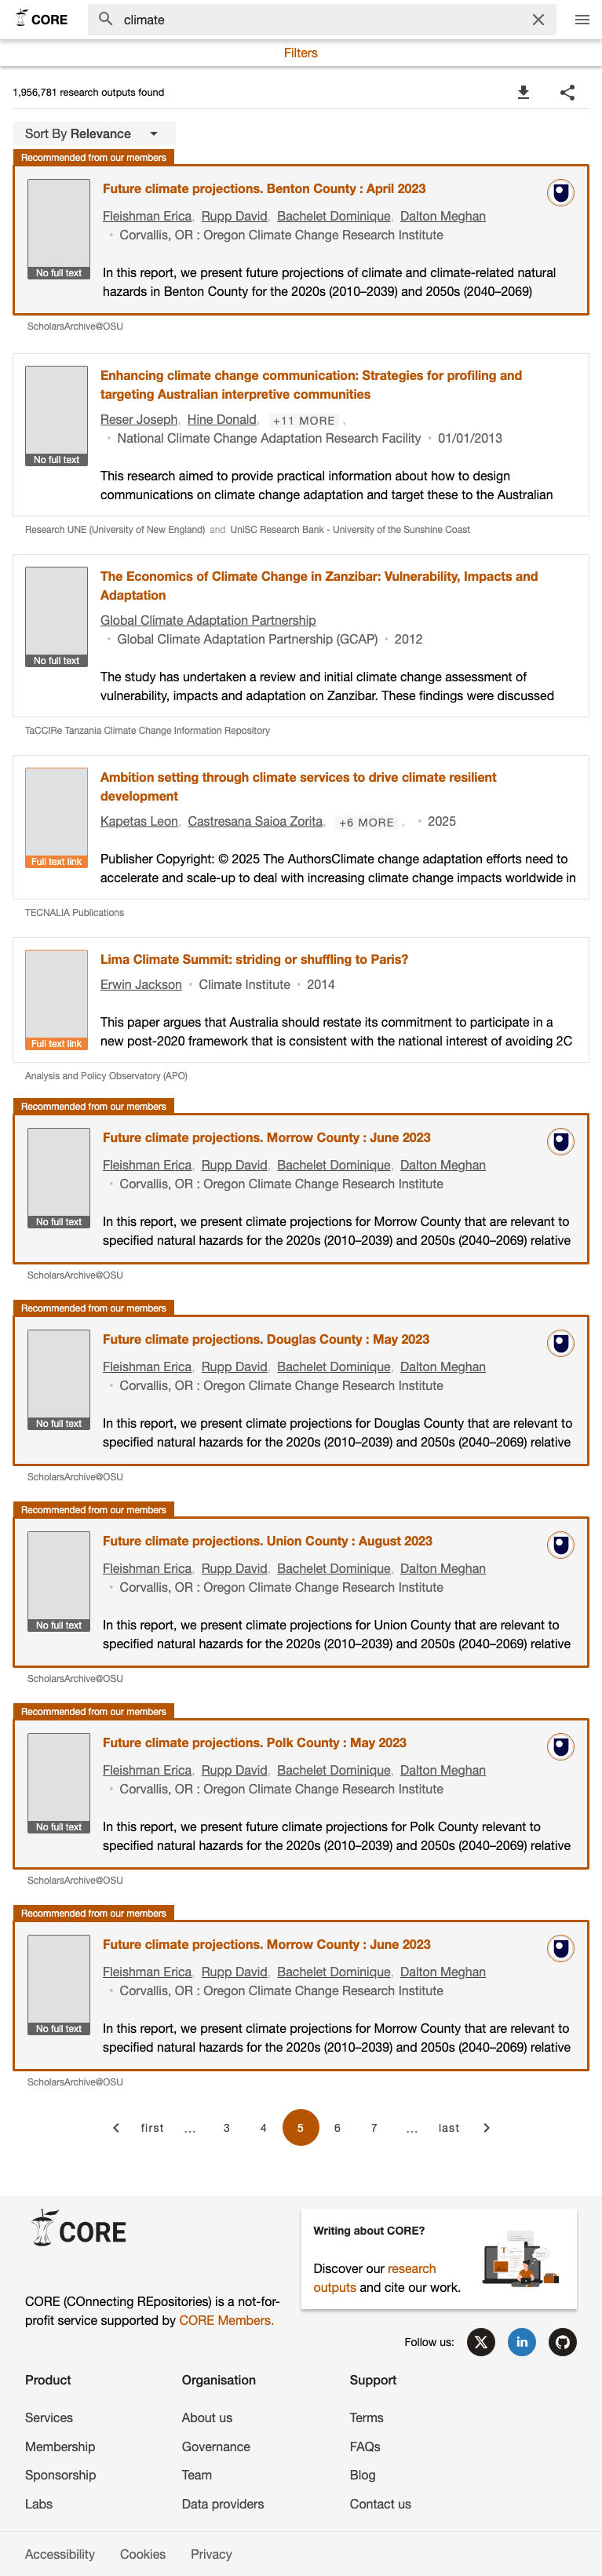 CORE
climate
Filters
1,956,781 research outputs found
Sort By Relevance
Recommended from our members
Future climate projections. Benton County : April 2023
Fleishman Erica, Rupp David, Bachelet Dominique, Dalton Meghan
• Corvallis, OR : Oregon Climate Change Research Institute
No full text
In this report, we present future projections of climate and climate-related natural
hazards in Benton County for the 2020s (2010–2039) and 2050s (2040–2069)
ScholarsArchive@OSU
Enhancing climate change communication: Strategies for profiling and
targeting Australian interpretive communities
Reser Joseph, Hine Donald, +11 MORE ,
• National Climate Change Adaptation Research Facility • 01/01/2013
No full text
This research aimed to provide practical information about how to design
communications on climate change adaptation and target these to the Australian
Research UNE (University of New England) and UniSC Research Bank - University of the Sunshine Coast
The Economics of Climate Change in Zanzibar: Vulnerability, Impacts and
Adaptation
Global Climate Adaptation Partnership
• Global Climate Adaptation Partnership (GCAP) • 2012
No full text
The study has undertaken a review and initial climate change assessment of
vulnerability, impacts and adaptation on Zanzibar. These findings were discussed
TaCCIRe Tanzania Climate Change Information Repository
Ambition setting through climate services to drive climate resilient
development
Kapetas Leon, Castresana Saioa Zorita, +6 MORE , • 2025
Full text link
Publisher Copyright: © 2025 The AuthorsClimate change adaptation efforts need to
accelerate and scale-up to deal with increasing climate change impacts worldwide in
TECNALIA Publications
Lima Climate Summit: striding or shuffling to Paris?
Erwin Jackson • Climate Institute • 2014
Full text link
This paper argues that Australia should restate its commitment to participate in a
new post-2020 framework that is consistent with the national interest of avoiding 2C
Analysis and Policy Observatory (APO)
Recommended from our members
Future climate projections. Morrow County : June 2023
Fleishman Erica, Rupp David, Bachelet Dominique, Dalton Meghan
• Corvallis, OR : Oregon Climate Change Research Institute
No full text
In this report, we present climate projections for Morrow County that are relevant to
specified natural hazards for the 2020s (2010–2039) and 2050s (2040–2069) relative
ScholarsArchive@OSU
Recommended from our members
Future climate projections. Douglas County : May 2023
Fleishman Erica, Rupp David, Bachelet Dominique, Dalton Meghan
• Corvallis, OR : Oregon Climate Change Research Institute
No full text
In this report, we present climate projections for Douglas County that are relevant to
specified natural hazards for the 2020s (2010–2039) and 2050s (2040–2069) relative
ScholarsArchive@OSU
Recommended from our members
Future climate projections. Union County : August 2023
Fleishman Erica, Rupp David, Bachelet Dominique, Dalton Meghan
• Corvallis, OR : Oregon Climate Change Research Institute
No full text
In this report, we present climate projections for Union County that are relevant to
specified natural hazards for the 2020s (2010–2039) and 2050s (2040–2069) relative
ScholarsArchive@OSU
Recommended from our members
Future climate projections. Polk County : May 2023
Fleishman Erica, Rupp David, Bachelet Dominique, Dalton Meghan
• Corvallis, OR : Oregon Climate Change Research Institute
No full text
In this report, we present future climate projections for Polk County relevant to
specified natural hazards for the 2020s (2010–2039) and 2050s (2040–2069) relative
ScholarsArchive@OSU
Recommended from our members
Future climate projections. Morrow County : June 2023
Fleishman Erica, Rupp David, Bachelet Dominique, Dalton Meghan
• Corvallis, OR : Oregon Climate Change Research Institute
No full text
In this report, we present climate projections for Morrow County that are relevant to
specified natural hazards for the 2020s (2010–2039) and 2050s (2040–2069) relative
ScholarsArchive@OSU
first ... 3 4 5 6 7 ... last
CORE
CORE (COnnecting REpositories) is a not-for-
profit service supported by CORE Members.
Writing about CORE?
Discover our research
outputs and cite our work.
Follow us:
Product
Services
Membership
Sponsorship
Labs
Organisation
About us
Governance
Team
Data providers
Support
Terms
FAQs
Blog
Contact us
Accessibility Cookies Privacy